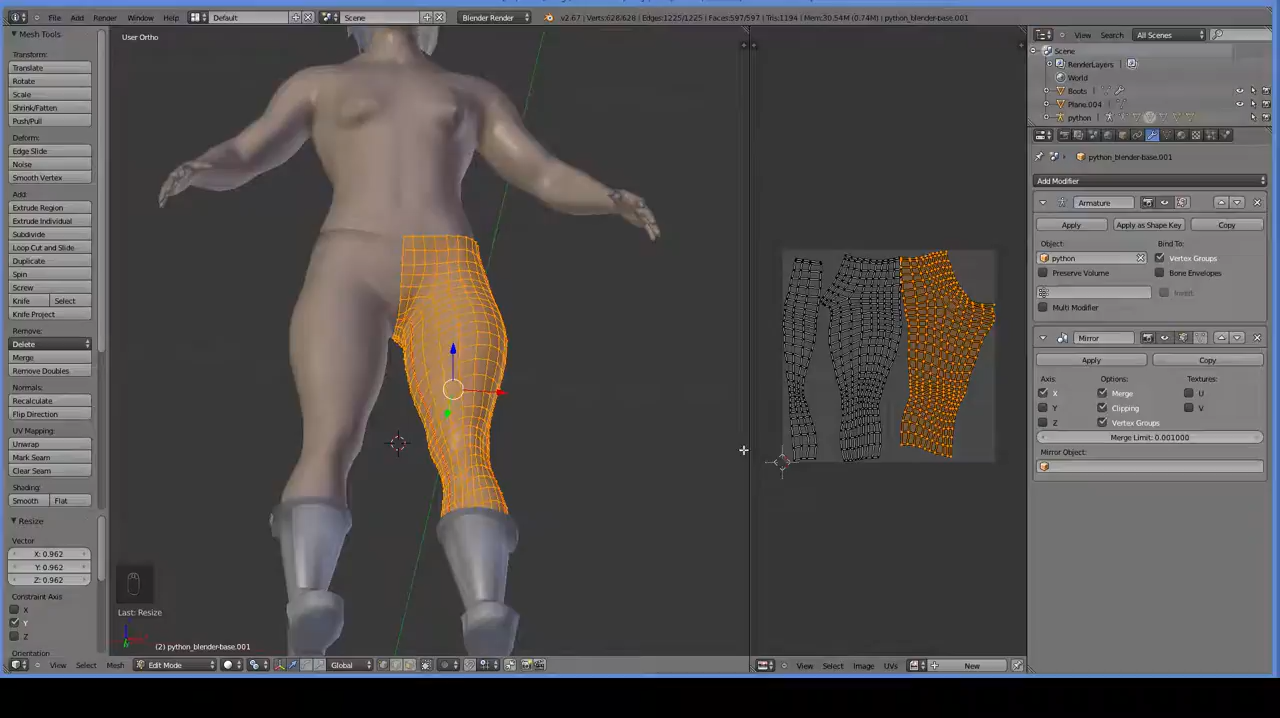 File Add Render Window Help Default Scene Blender Render v2.67 | Verts:628/628 | Edges:1225/1225 | Faces:597/597 | Tris:1194 | Mem:30.54M (0.74M) | python_blender-base.001
Mesh Tools
Transform:
Translate
Rotate
Scale
Shrink/Fatten
Push/Pull
Deform:
Edge Slide
Noise
Smooth Vertex
Add:
Extrude Region
Extrude Individual
Subdivide
Loop Cut and Slide
Duplicate
Spin
Screw
Knife Select
Knife Project
Remove:
Delete
Merge
Remove Doubles
Normals:
Recalculate
Flip Direction
UV Mapping:
Unwrap
Mark Seam
Clear Seam
Shading:
Smooth Flat
Resize
Vector
X: 0.962
Y: 0.962
Z: 0.962
Constraint Axis
X
Y
Z
Orientation
User Ortho
Last: Resize
(2) python_blender-base.001
View Select Mesh Edit Mode Global
View Select Image UVs New
View Search All Scenes
Scene
RenderLayers
World
Boots
Plane.004
python
python_blender-base.001
Add Modifier
Armature
Apply Apply as Shape Key Copy
Object: Bind To:
python Vertex Groups
Preserve Volume Bone Envelopes
Invert
Multi Modifier
Mirror
Apply Copy
Axis: Options: Textures:
X Merge U
Y Clipping V
Z Vertex Groups
Merge Limit: 0.001000
Mirror Object: